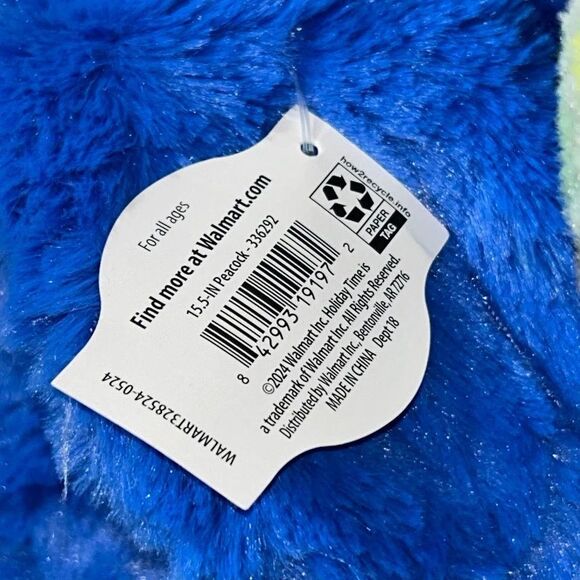 how2recycle.info
PAPER
TAG
For all ages
Find more at Walmart.com
15.5-IN Peacock - 336292
8 42993 19197 2
©2024 Walmart Inc. Holiday Time is
a trademark of Walmart Inc. All Rights Reserved.
Distributed by Walmart Inc., Bentonville, AR 72716
MADE IN CHINA Dept 18
WALMART328524-0524